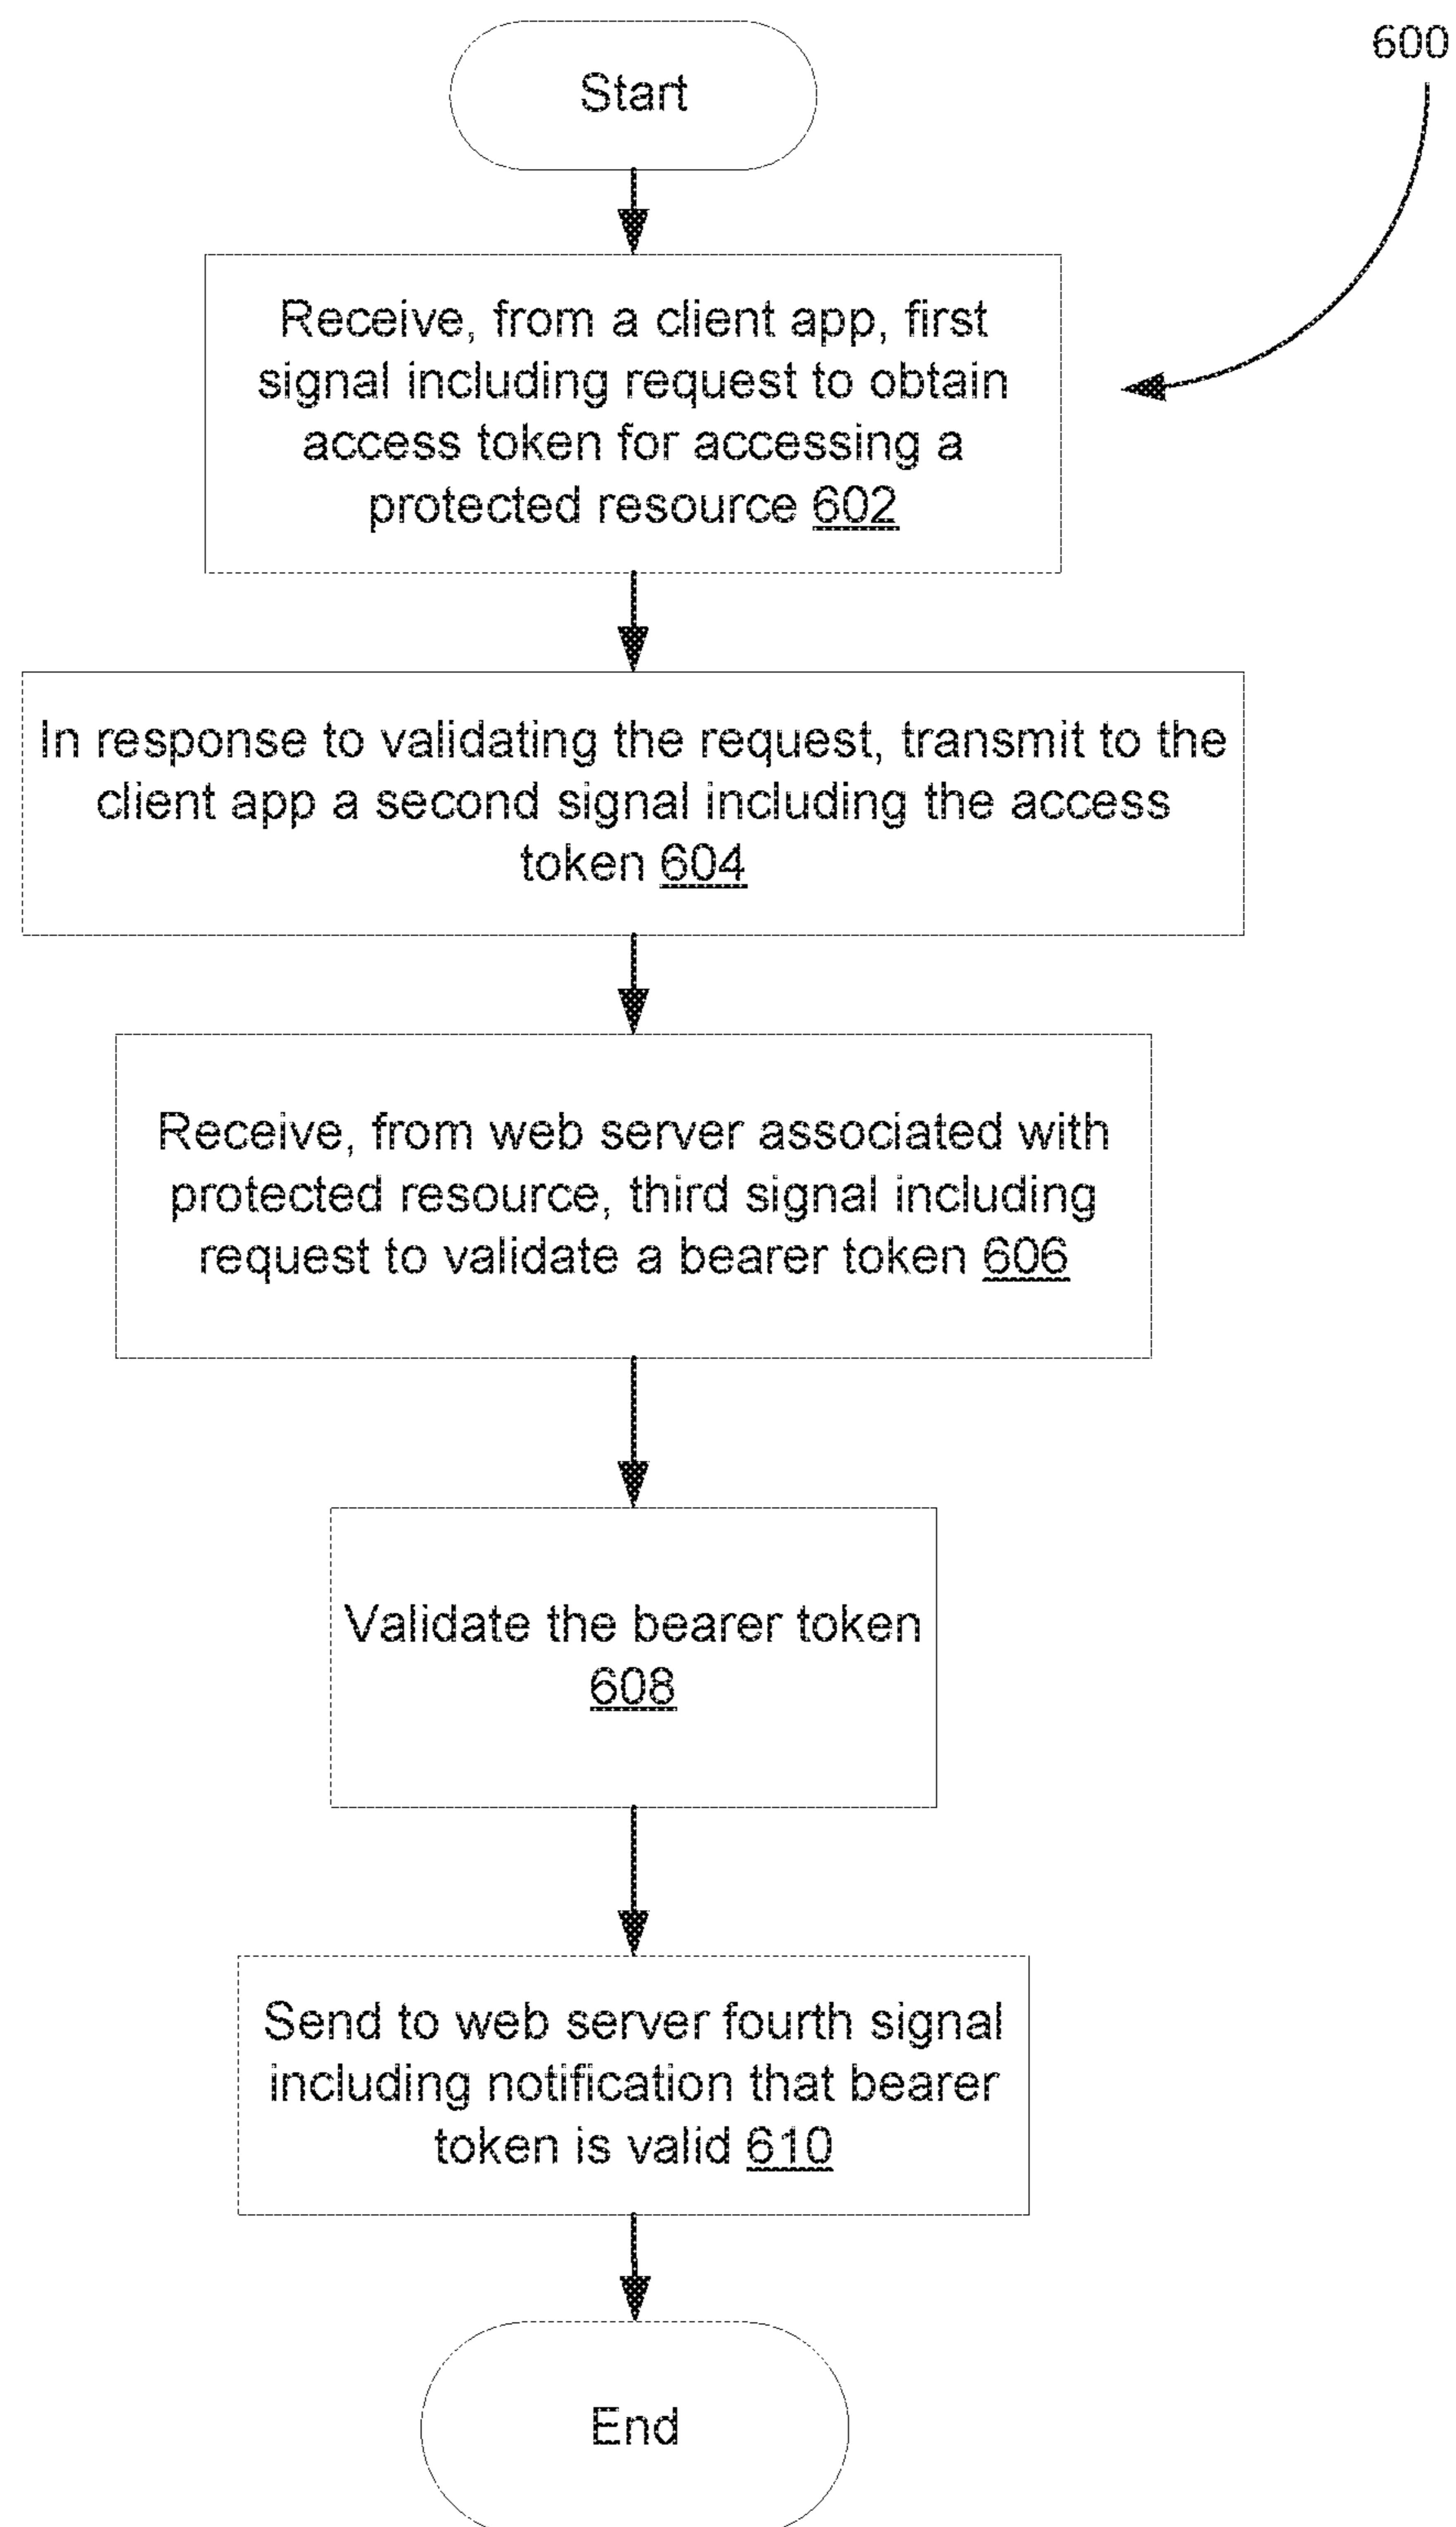 600
Start
Receive, from a client app, first
signal including request to obtain
access token for accessing a
protected resource 602
In response to validating the request, transmit to the
client app a second signal including the access
token 604
Receive, from web server associated with
protected resource, third signal including
request to validate a bearer token 606
Validate the bearer token
608
Send to web server fourth signal
including notification that bearer
token is valid 610
End